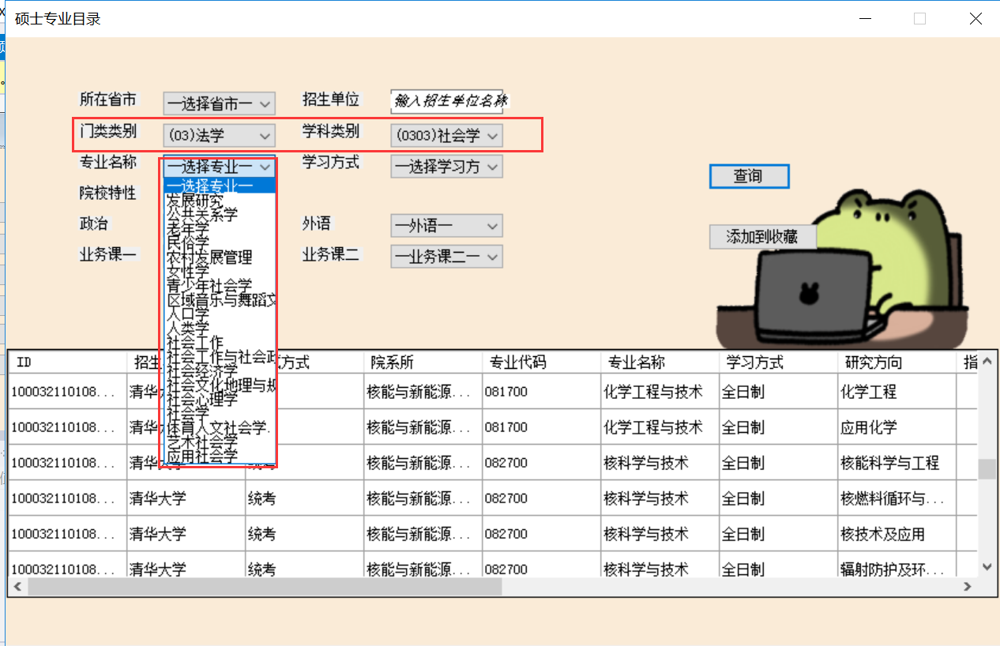 硕士专业目录
所在省市 一选择省市一 招生单位 输入招生单位名称
门类类别 (03)法学 学科类别 (0303)社会学
专业名称 一选择专业一 学习方式 一选择学习方
查询
院校特性
政治 外语 一外语一
添加到收藏
业务课一 业务课二 一业务课二一
一选择专业一
发展研究
公共关系学
老年学
民俗学
农村发展管理
女性学
青少年社会学
区域音乐与舞蹈文
人口学
人类学
社会工作
社会工作与社会政
社会经济学
社会文化地理与规
社会心理学
社会学
体育人文社会学.
艺术社会学
应用社会学
ID 招生 方式 院系所 专业代码 专业名称 学习方式 研究方向 指
100032110108... 清华 核能与新能源... 081700 化学工程与技术 全日制 化学工程
100032110108... 清华 核能与新能源... 081700 化学工程与技术 全日制 应用化学
100032110108... 清华大学 统考 核能与新能源... 082700 核科学与技术 全日制 核能科学与工程
100032110108... 清华大学 统考 核能与新能源... 082700 核科学与技术 全日制 核燃料循环与...
100032110108... 清华大学 统考 核能与新能源... 082700 核科学与技术 全日制 核技术及应用
100032110108... 清华大学 统考 核能与新能源... 082700 核科学与技术 全日制 辐射防护及环...